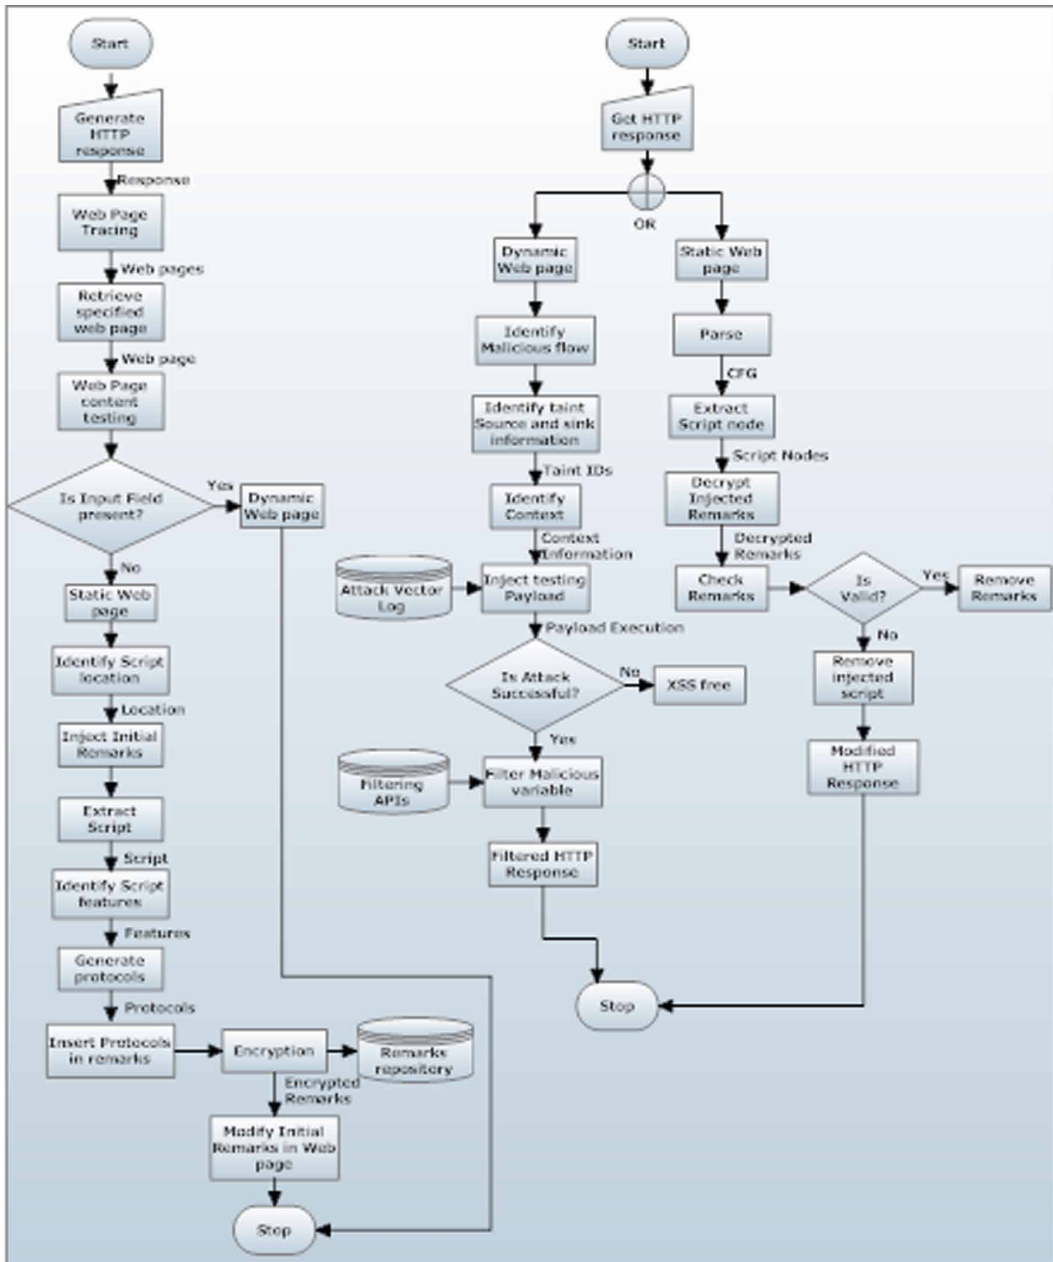 Start
Generate
HTTP
response
Response
Web Page
Tracing
Web pages
Retrieve
specified
web page
Web page
Web Page
content
testing
Is Input Field
present?
Yes
Dynamic
Web page
No
Static Web
page
Identify Script
location
Location
Inject Initial
Remarks
Extract
Script
Script
Identify Script
features
Features
Generate
protocols
Protocols
Insert Protocols
in remarks
Encryption
Remarks
repository
Encrypted
Remarks
Modify Initial
Remarks in Web
page
Stop
Start
Get HTTP
response
OR
Dynamic
Web page
Identify
Malicious flow
Identify taint
Source and sink
information
Taint IDs
Identify
Context
Context
Information
Attack Vector
Log
Inject testing
Payload
Payload Execution
Is Attack
Successful?
No
XSS free
Yes
Filtering
APIs
Filter Malicious
variable
Filtered HTTP
Response
Static Web
page
Parse
CFG
Extract
Script node
Script Nodes
Decrypt
Injected
Remarks
Decrypted
Remarks
Check
Remarks
Is
Valid?
Yes
Remove
Remarks
No
Remove
injected
script
Modified
HTTP
Response
Stop